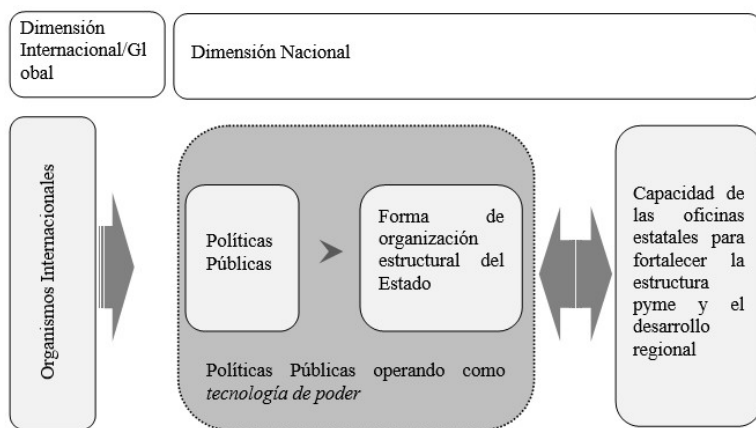 Dimensión
Internacional/Gl
obal
Dimensión Nacional
Organismos Internacionales
Políticas
Públicas
Forma de
organización
estructural del
Estado
Políticas Públicas operando como
tecnología de poder
Capacidad de
las oficinas
estatales para
fortalecer la
estructura
pyme y el
desarrollo
regional